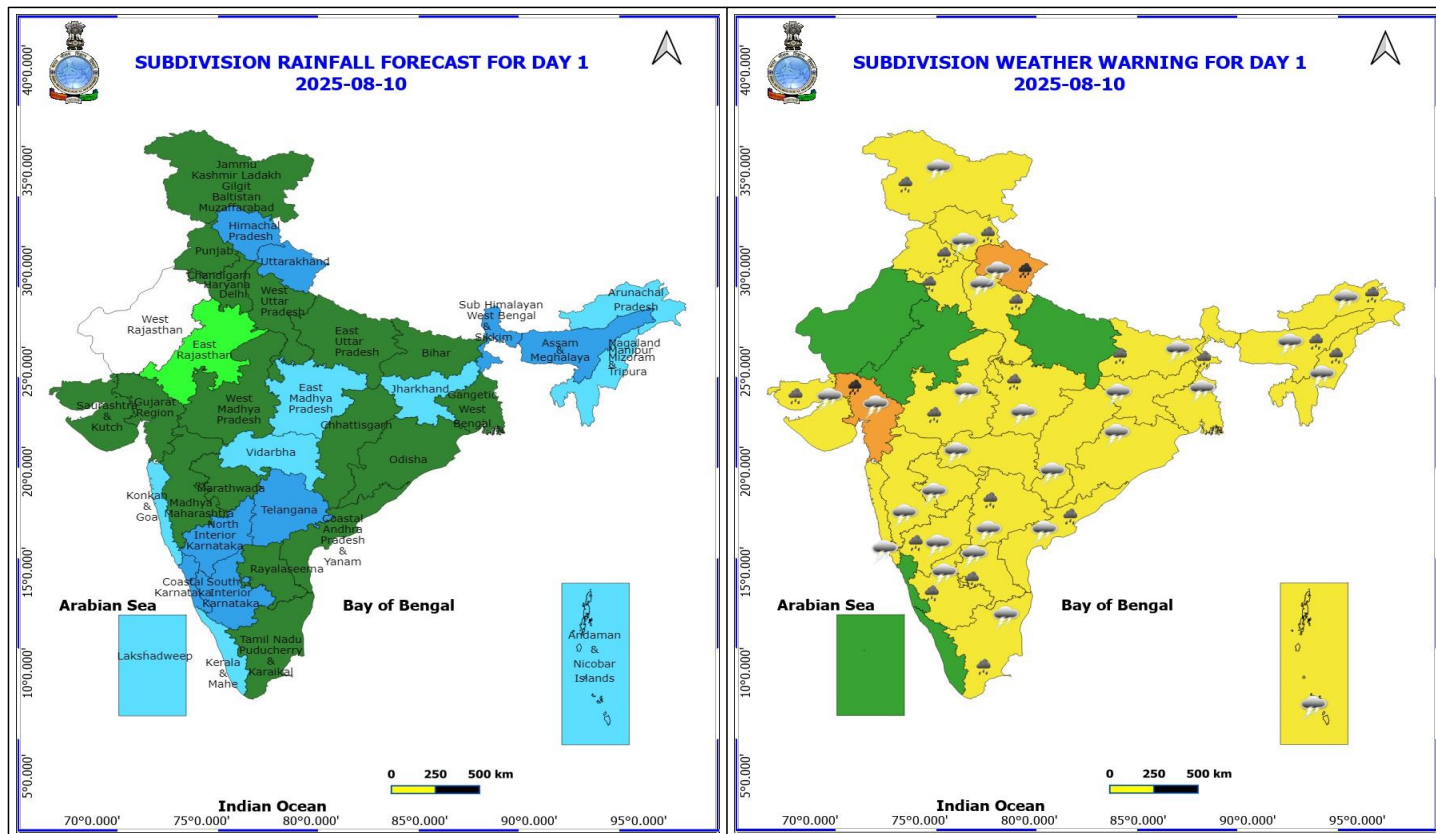 SUBDIVISION RAINFALL FORECAST FOR DAY 1
2025-08-10
40°0.000'
35°0.000'
30°0.000'
25°0.000'
20°0.000'
15°0.000'
10°0.000'
5°0.000'
Jammu
Kashmir Ladakh
Gilgit
Baltistan
Muzaffarabad
Himachal
Pradesh
Punjab
Uttarakhand
Chandigarh
Haryana
Delhi
West
Uttar
Pradesh
West
Rajasthan
East
Rajasthan
East
Uttar
Pradesh
Bihar
Sub Himalayan
West Bengal
&
Sikkim
Arunachal
Pradesh
Assam
&
Meghalaya
Nagaland
Manipur
Mizoram
&
Tripura
Saurashtra
&
Kutch
Gujarat
Region
West
Madhya
Pradesh
East
Madhya
Pradesh
Jharkhand
Gangetic
West
Bengal
Chhattisgarh
Vidarbha
Odisha
Konkan
&
Goa
Madhya
Maharashtra
Marathwada
Telangana
North
Interior
Karnataka
Coastal
Andhra
Pradesh
&
Yanam
Rayalaseema
Coastal
Karnataka
South
Interior
Karnataka
Arabian Sea
Bay of Bengal
Lakshadweep
Kerala
&
Mahe
Tamil Nadu
Puducherry
&
Karaikal
Andaman
&
Nicobar
Islands
0 250 500 km
Indian Ocean
70°0.000' 75°0.000' 80°0.000' 85°0.000' 90°0.000' 95°0.000'
SUBDIVISION WEATHER WARNING FOR DAY 1
2025-08-10
40°0.000'
35°0.000'
30°0.000'
25°0.000'
20°0.000'
15°0.000'
10°0.000'
5°0.000'
Arabian Sea
Bay of Bengal
0 250 500 km
Indian Ocean
70°0.000' 75°0.000' 80°0.000' 85°0.000' 90°0.000' 95°0.000'